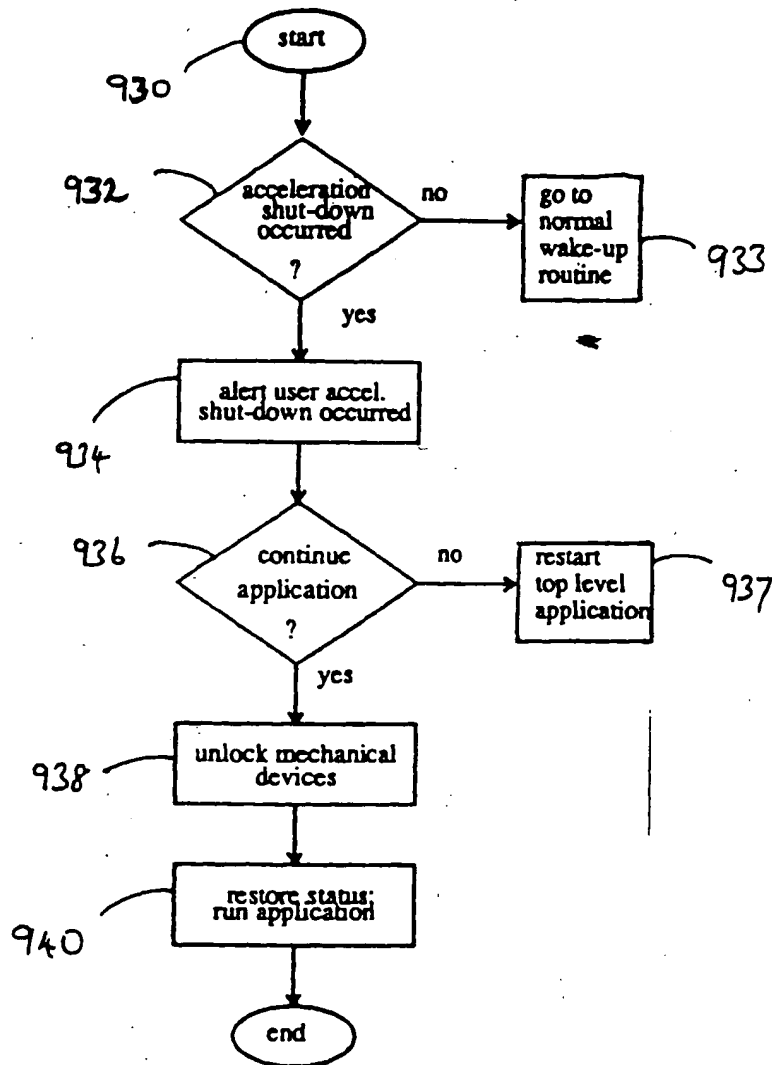 start
930
932
acceleration
shut-down
occurred
?
no
go to
normal
wake-up
routine
933
yes
alert user accel.
shut-down occurred
934
936
continue
application
?
no
restart
top level
application
937
yes
unlock mechanical
devices
938
restore status;
run application
940
end